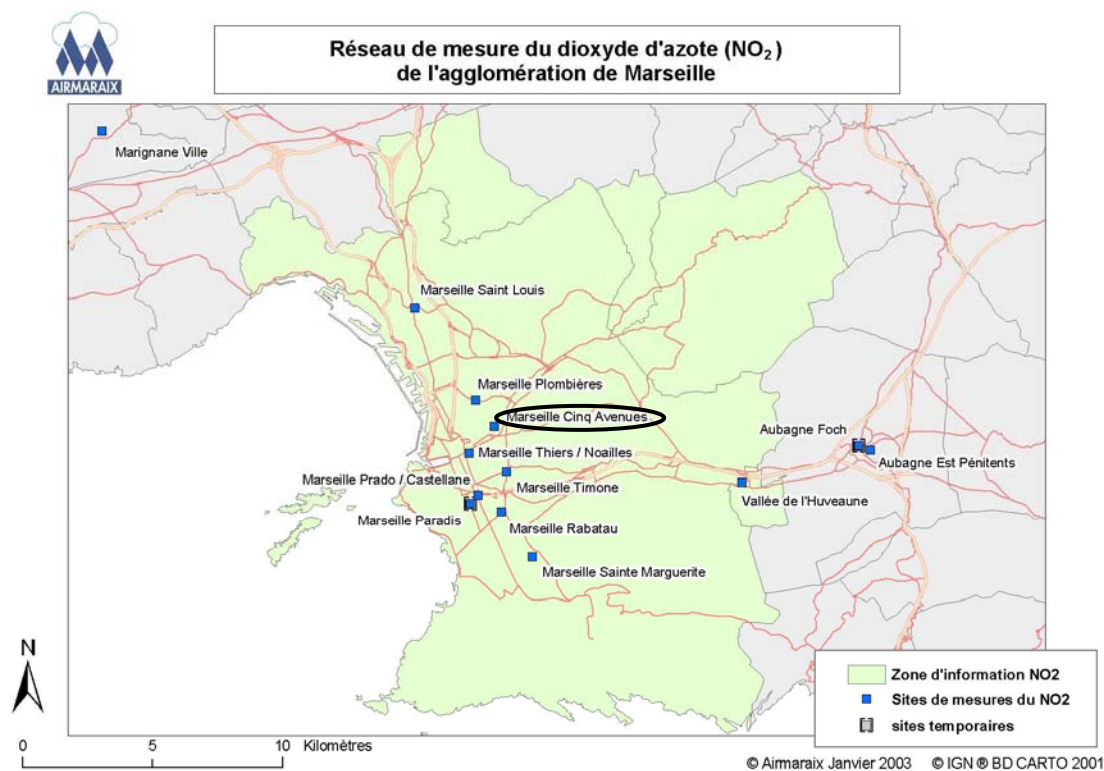 AIRMARAIX
Réseau de mesure du dioxyde d'azote (NO2)
de l'agglomération de Marseille
Marignane Ville
Marseille Saint Louis
Marseille Plombières
Marseille Cinq Avenues
Aubagne Foch
Marseille Thiers / Noailles
Aubagne Est Pénitents
Marseille Prado / Castellane
Marseille Timone
Vallée de l'Huveaune
Marseille Paradis
Marseille Rabatau
Marseille Sainte Marguerite
N
Zone d'information NO2
Sites de mesures du NO2
sites temporaires
0 5 10 Kilomètres
© Airmaraix Janvier 2003 © IGN ® BD CARTO 2001